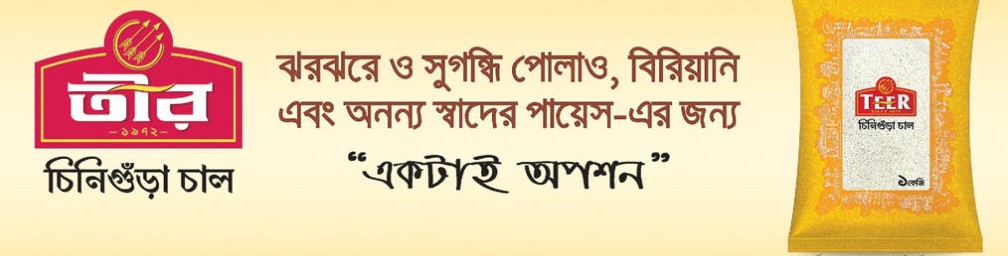 তীর
-১৯৭২-
চিনিগুঁড়া চাল
ঝরঝরে ও সুগন্ধি পোলাও, বিরিয়ানি
এবং অনন্য স্বাদের পায়েস-এর জন্য
“একটাই অপশন”
TEER
চিনিগুঁড়া চাল
১কেজি